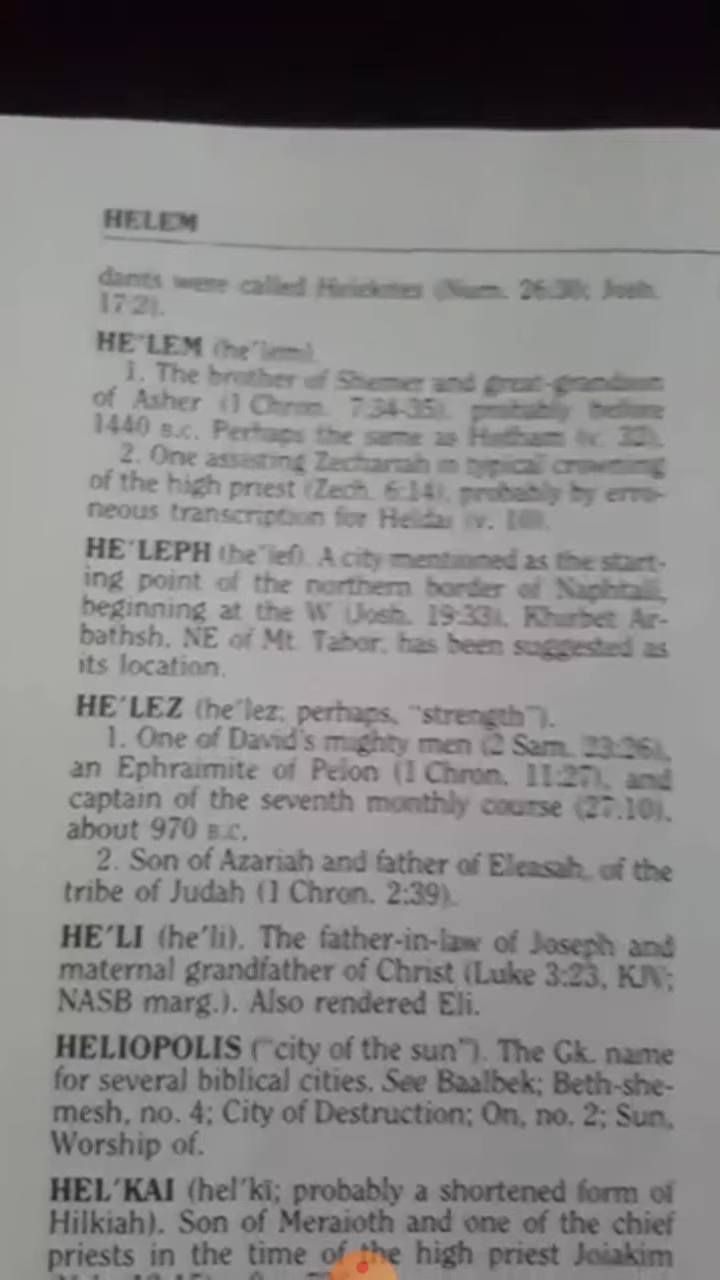 HELEM
dants were called Helekites (Num. 26:30; Josh.
17:2).
HE′LEM (he′lem).
1. The brother of Shemer and great-grandson
of Asher (1 Chron. 7:34-35), probably before
1440 B.C. Perhaps the same as Hotham (v. 32).
2. One assisting Zechariah in typical crowning
of the high priest (Zech. 6:14), probably by erro-
neous transcription for Heldai (v. 10).
HE′LEPH (he′lef). A city mentioned as the start-
ing point of the northern border of Naphtali,
beginning at the W (Josh. 19:33). Khirbet Ar-
bathsh, NE of Mt. Tabor, has been suggested as
its location.
HE′LEZ (he′lez; perhaps, "strength").
1. One of David's mighty men (2 Sam. 23:26),
an Ephraimite of Pelon (1 Chron. 11:27), and
captain of the seventh monthly course (27:10),
about 970 B.C.
2. Son of Azariah and father of Eleasah, of the
tribe of Judah (1 Chron. 2:39).
HE′LI (he′li). The father-in-law of Joseph and
maternal grandfather of Christ (Luke 3:23, KJV;
NASB marg.). Also rendered Eli.
HELIOPOLIS ("city of the sun"). The Gk. name
for several biblical cities. See Baalbek; Beth-she-
mesh, no. 4; City of Destruction; On, no. 2; Sun,
Worship of.
HEL′KAI (hel′kī; probably a shortened form of
Hilkiah). Son of Meraioth and one of the chief
priests in the time of the high priest Joiakim